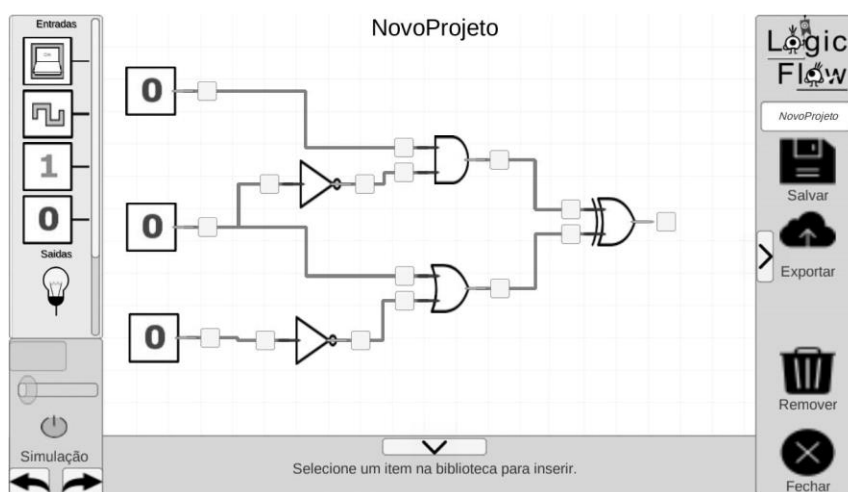 Entradas
1
0
Saidas
Simulação
NovoProjeto
0
0
0
Selecione um item na biblioteca para inserir.
Logic
Flow
NovoProjeto
Salvar
Exportar
Remover
Fechar